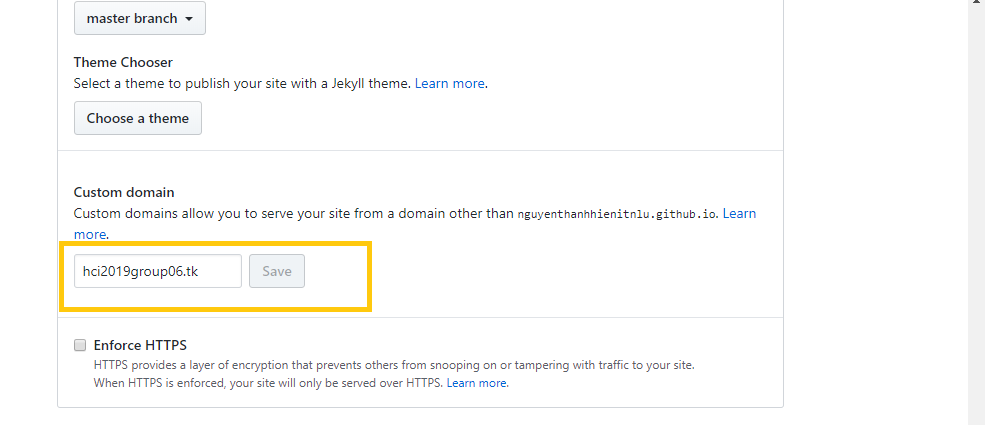 master branch
Theme Chooser
Select a theme to publish your site with a Jekyll theme. Learn more.
Choose a theme
Custom domain
Custom domains allow you to serve your site from a domain other than nguyenthanhhienitnlu.github.io. Learn
more.
hci2019group06.tk Save
Enforce HTTPS
HTTPS provides a layer of encryption that prevents others from snooping on or tampering with traffic to your site.
When HTTPS is enforced, your site will only be served over HTTPS. Learn more.